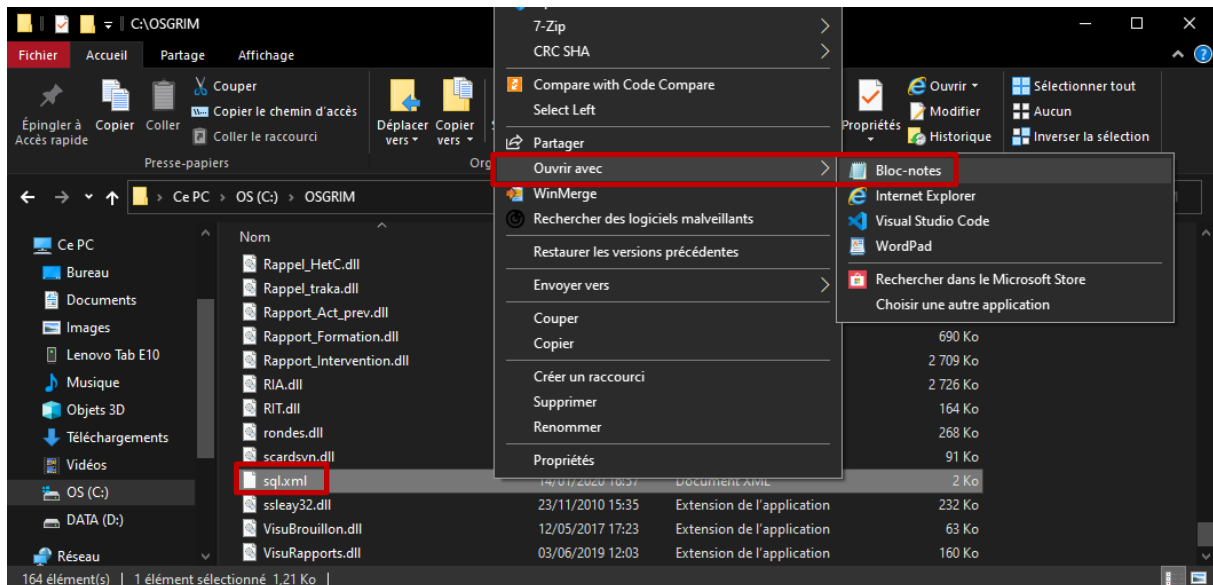 C:\OSGRIM
Fichier Accueil Partage Affichage
Épingler à Accès rapide
Copier
Coller
Couper
Copier le chemin d'accès
Coller le raccourci
Presse-papiers
Déplacer vers
Copier vers
Org
Propriétés
Ouvrir
Modifier
Historique
Sélectionner tout
Aucun
Inverser la sélection
Ce PC > OS (C:) > OSGRIM
Ce PC
Bureau
Documents
Images
Lenovo Tab E10
Musique
Objets 3D
Téléchargements
Vidéos
OS (C:)
DATA (D:)
Réseau
Nom
Rappel_HetC.dll
Rappel_traka.dll
Rapport_Act_prev.dll
Rapport_Formation.dll 690 Ko
Rapport_Intervention.dll 2 709 Ko
RIA.dll 2 726 Ko
RIT.dll 164 Ko
rondes.dll 268 Ko
scardsvn.dll 91 Ko
sql.xml 14/01/2020 16:57 Document XML 2 Ko
ssleay32.dll 23/11/2010 15:35 Extension de l'application 232 Ko
VisuBrouillon.dll 12/05/2017 17:23 Extension de l'application 63 Ko
VisuRapports.dll 03/06/2019 12:03 Extension de l'application 160 Ko
7-Zip
CRC SHA
Compare with Code Compare
Select Left
Partager
Ouvrir avec
WinMerge
Rechercher des logiciels malveillants
Restaurer les versions précédentes
Envoyer vers
Couper
Copier
Créer un raccourci
Supprimer
Renommer
Propriétés
Bloc-notes
Internet Explorer
Visual Studio Code
WordPad
Rechercher dans le Microsoft Store
Choisir une autre application
164 élément(s) | 1 élément sélectionné 1,21 Ko |